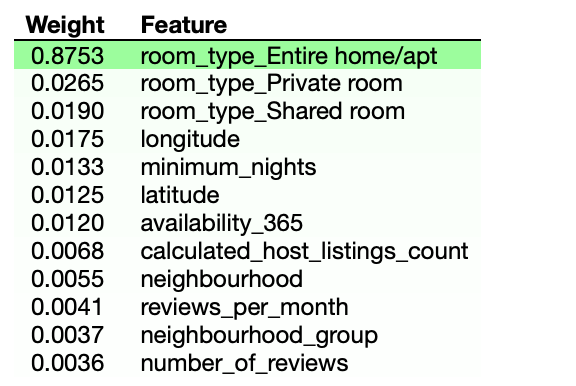 Weight Feature
0.8753 room_type_Entire home/apt
0.0265 room_type_Private room
0.0190 room_type_Shared room
0.0175 longitude
0.0133 minimum_nights
0.0125 latitude
0.0120 availability_365
0.0068 calculated_host_listings_count
0.0055 neighbourhood
0.0041 reviews_per_month
0.0037 neighbourhood_group
0.0036 number_of_reviews